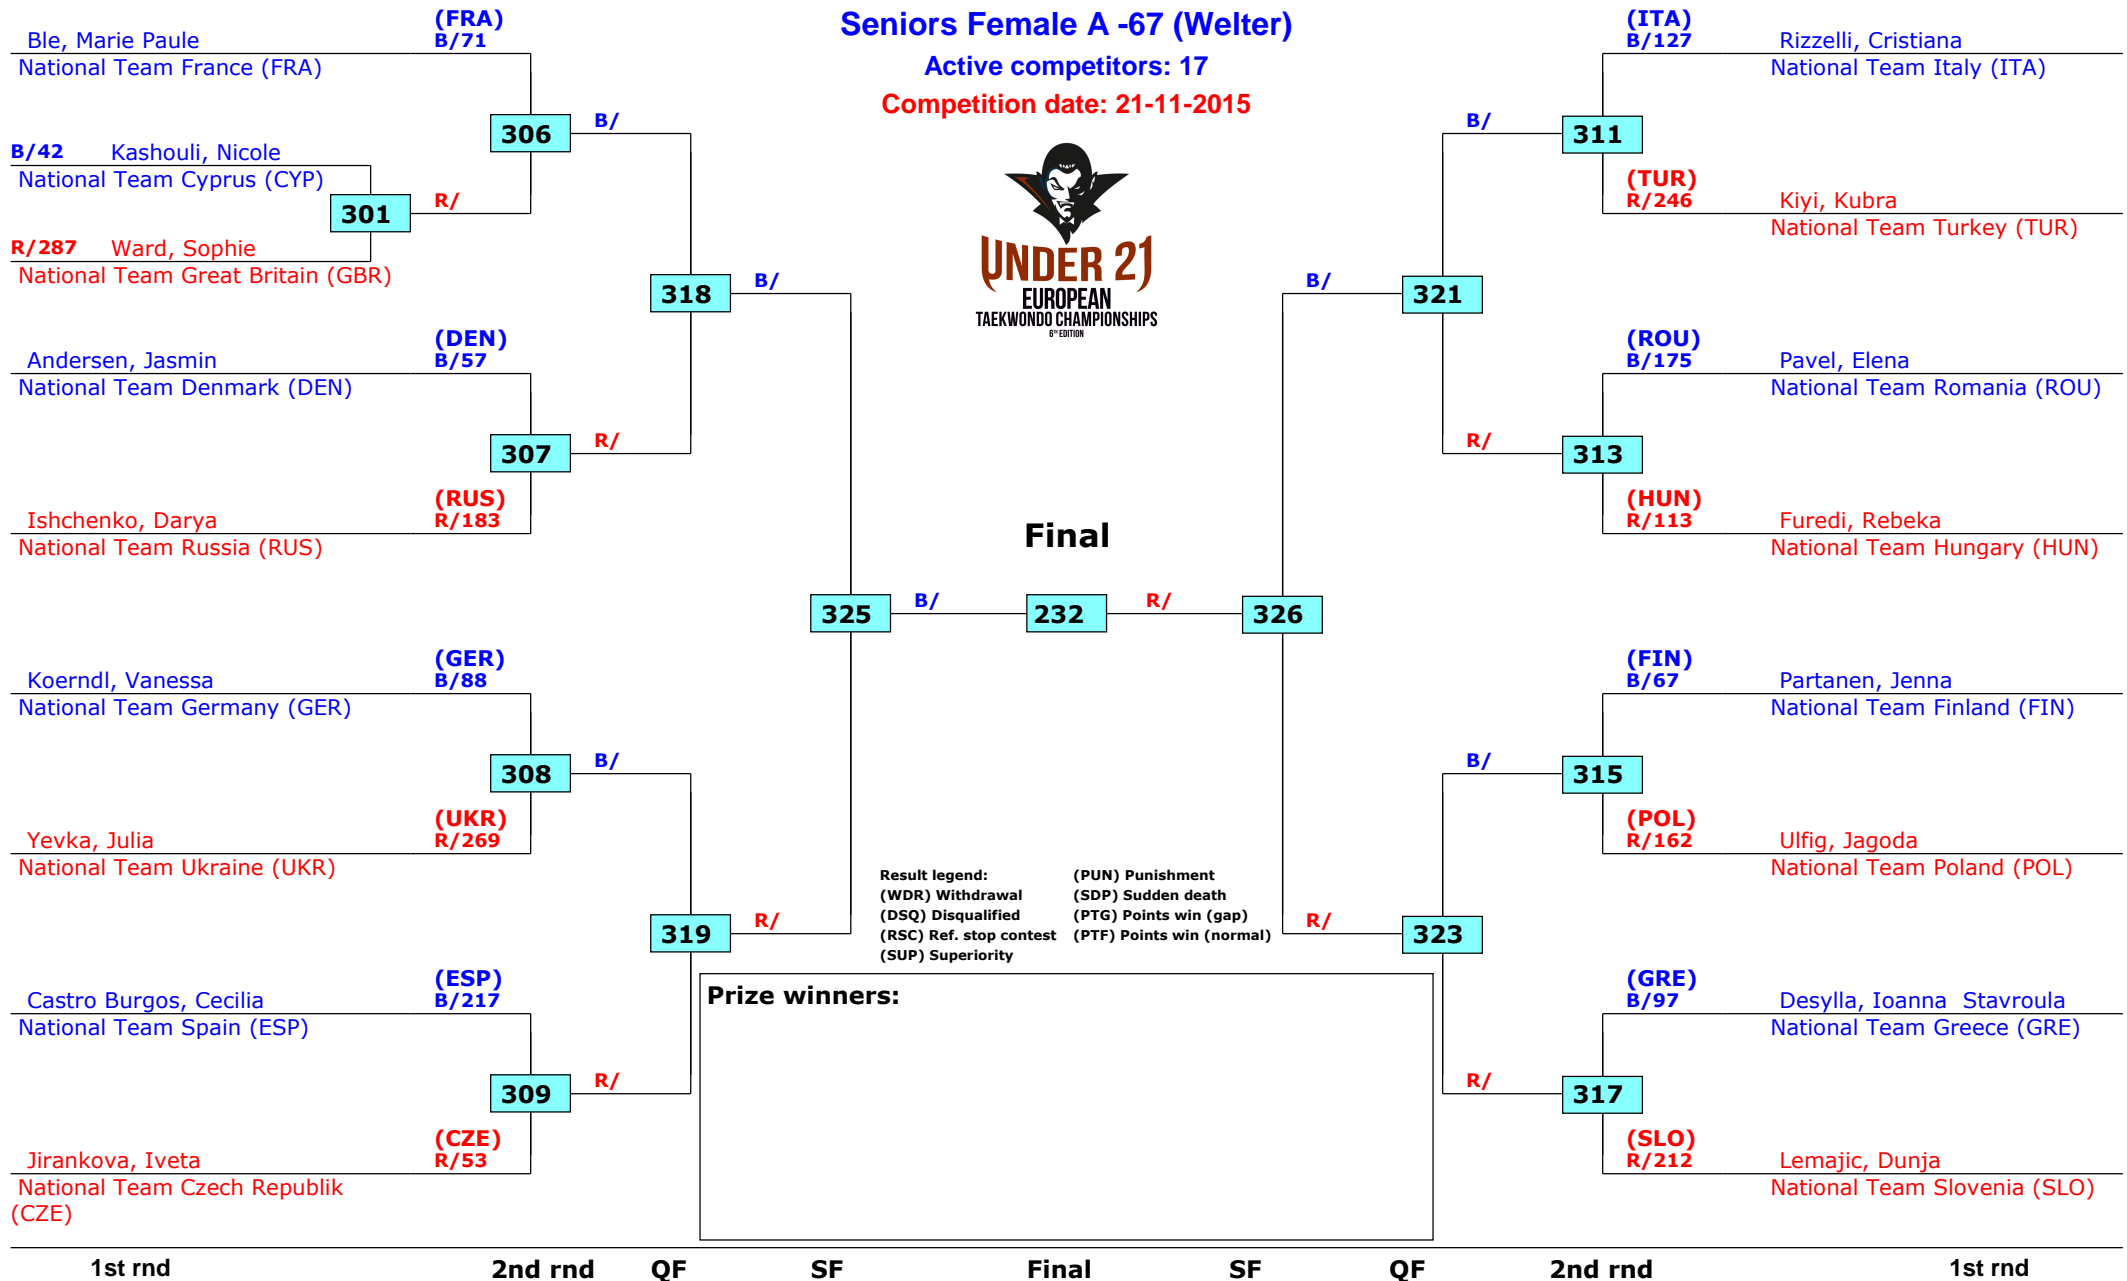 Seniors Female A -67 (Welter)
Active competitors: 17
Competition date: 21-11-2015
UNDER 21
EUROPEAN
TAEKWONDO CHAMPIONSHIPS
6TH EDITION
(FRA)
Ble, Marie Paule B/71
National Team France (FRA)
306 B/
B/42 Kashouli, Nicole
National Team Cyprus (CYP)
301 R/
R/287 Ward, Sophie
National Team Great Britain (GBR)
318 B/
(DEN)
Andersen, Jasmin B/57
National Team Denmark (DEN)
307 R/
(RUS)
Ishchenko, Darya R/183
National Team Russia (RUS)
325 B/
(GER)
Koerndl, Vanessa B/88
National Team Germany (GER)
308 B/
(UKR)
Yevka, Julia R/269
National Team Ukraine (UKR)
319 R/
(ESP)
Castro Burgos, Cecilia B/217
National Team Spain (ESP)
309 R/
(CZE)
Jirankova, Iveta R/53
National Team Czech Republik
(CZE)
Final
232
(ITA)
B/127 Rizzelli, Cristiana
National Team Italy (ITA)
B/ 311
(TUR)
R/246 Kiyi, Kubra
National Team Turkey (TUR)
B/ 321
(ROU)
B/175 Pavel, Elena
National Team Romania (ROU)
R/ 313
(HUN)
R/113 Furedi, Rebeka
National Team Hungary (HUN)
R/ 326
(FIN)
B/67 Partanen, Jenna
National Team Finland (FIN)
B/ 315
(POL)
R/162 Ulfig, Jagoda
National Team Poland (POL)
R/ 323
(GRE)
B/97 Desylla, Ioanna  Stavroula
National Team Greece (GRE)
R/ 317
(SLO)
R/212 Lemajic, Dunja
National Team Slovenia (SLO)
Result legend: (PUN) Punishment
(WDR) Withdrawal (SDP) Sudden death
(DSQ) Disqualified (PTG) Points win (gap)
(RSC) Ref. stop contest (PTF) Points win (normal)
(SUP) Superiority
Prize winners:
1st rnd 2nd rnd QF SF Final SF QF 2nd rnd 1st rnd